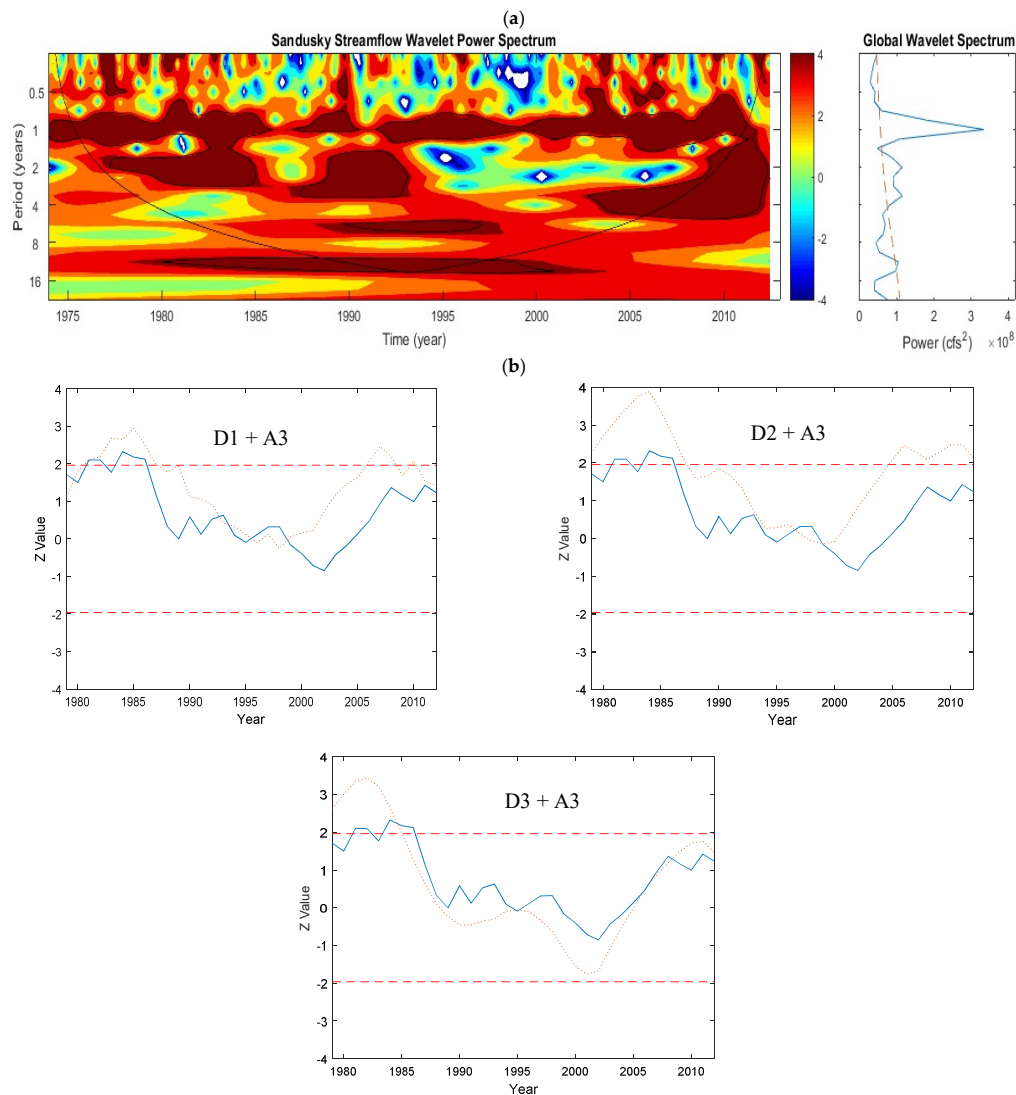 (a)
Sandusky Streamflow Wavelet Power Spectrum
Global Wavelet Spectrum
Period (years)
0.5
1
2
4
8
16
1975 1980 1985 1990 1995 2000 2005 2010
Time (year)
4
2
0
-2
-4
0 1 2 3 4
Power (cfs²) × 10⁸
(b)
D1 + A3
Z Value
4
3
2
1
0
-1
-2
-3
-4
1980 1985 1990 1995 2000 2005 2010
Year
D2 + A3
Z Value
4
3
2
1
0
-1
-2
-3
-4
1980 1985 1990 1995 2000 2005 2010
Year
D3 + A3
Z Value
4
3
2
1
0
-1
-2
-3
-4
1980 1985 1990 1995 2000 2005 2010
Year